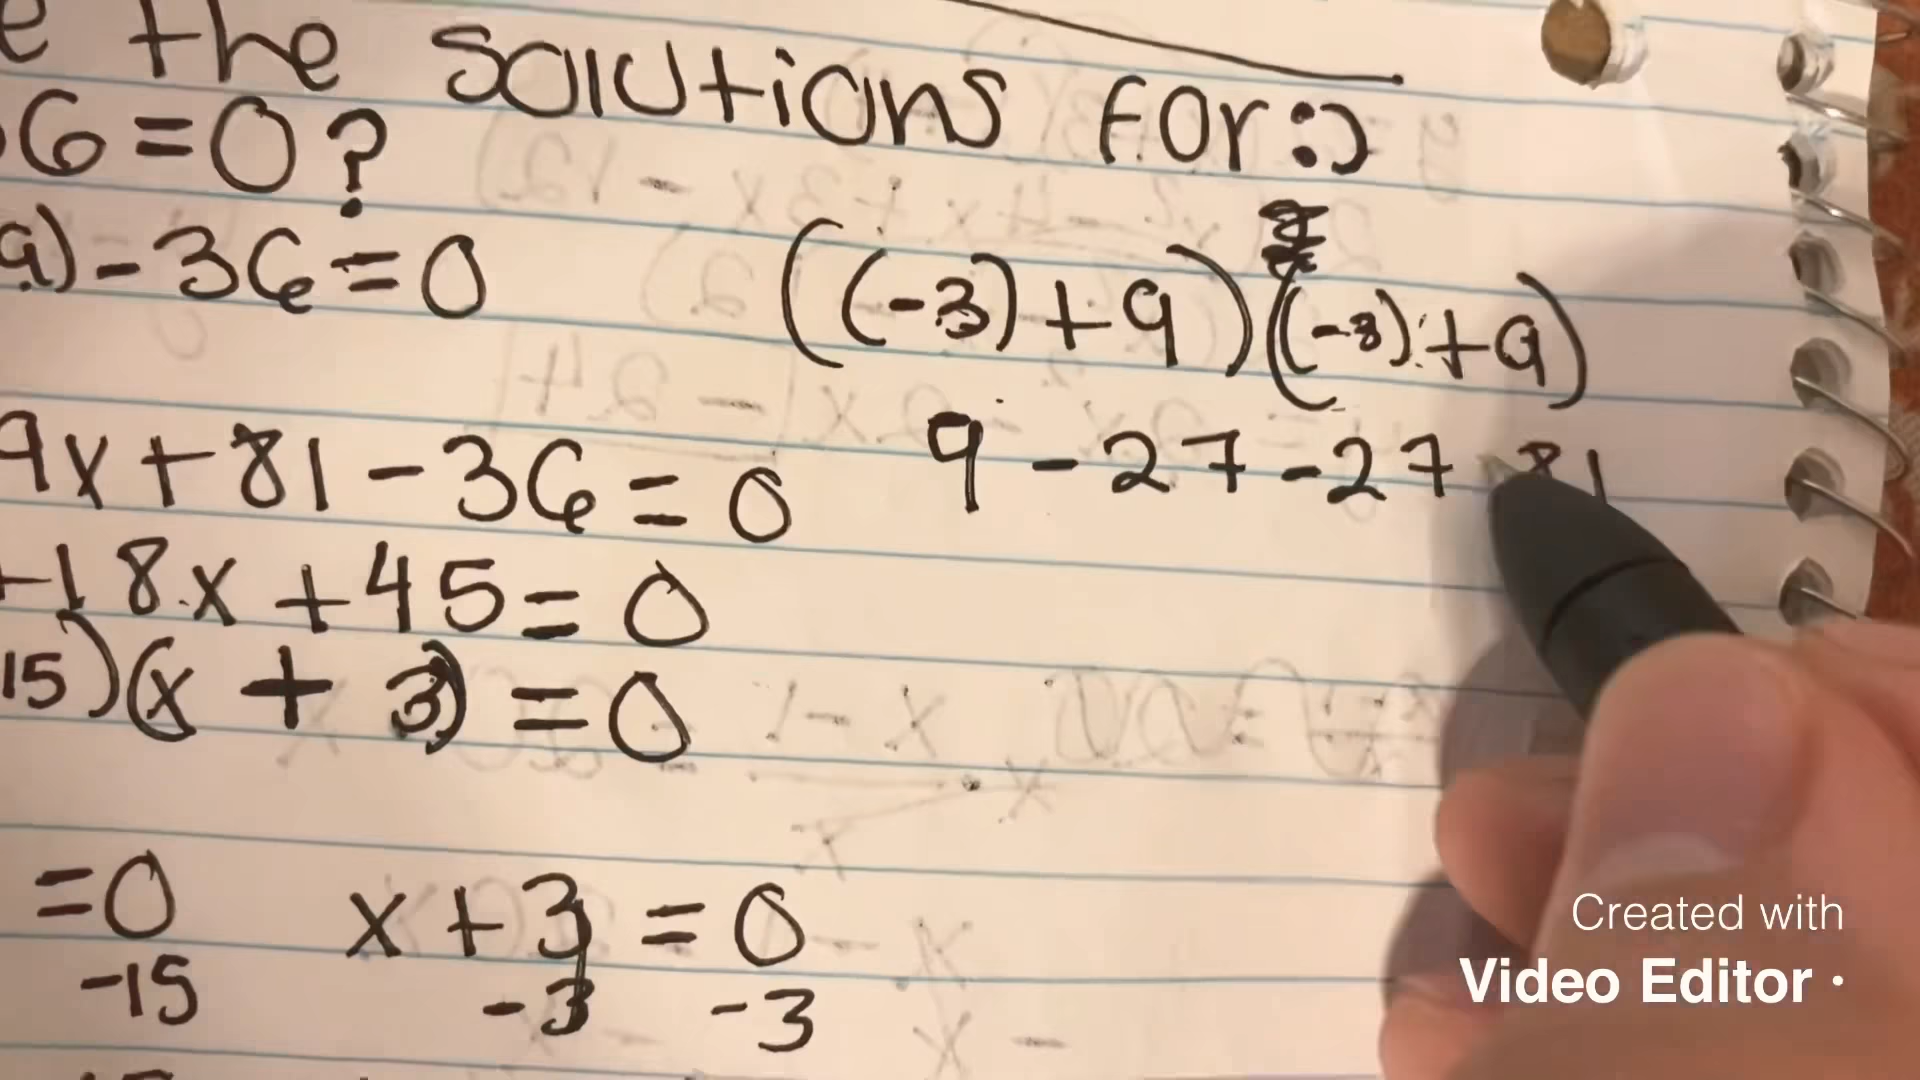 e the solutions for:)
36=0?
9)-36=0
((-3)+9)((-3)+9)
9x+81-36=0
9-27-27 81
+18x+45=0
15)(x+3)=0
=0
x+3=0
-15
-3 -3
Created with
Video Editor